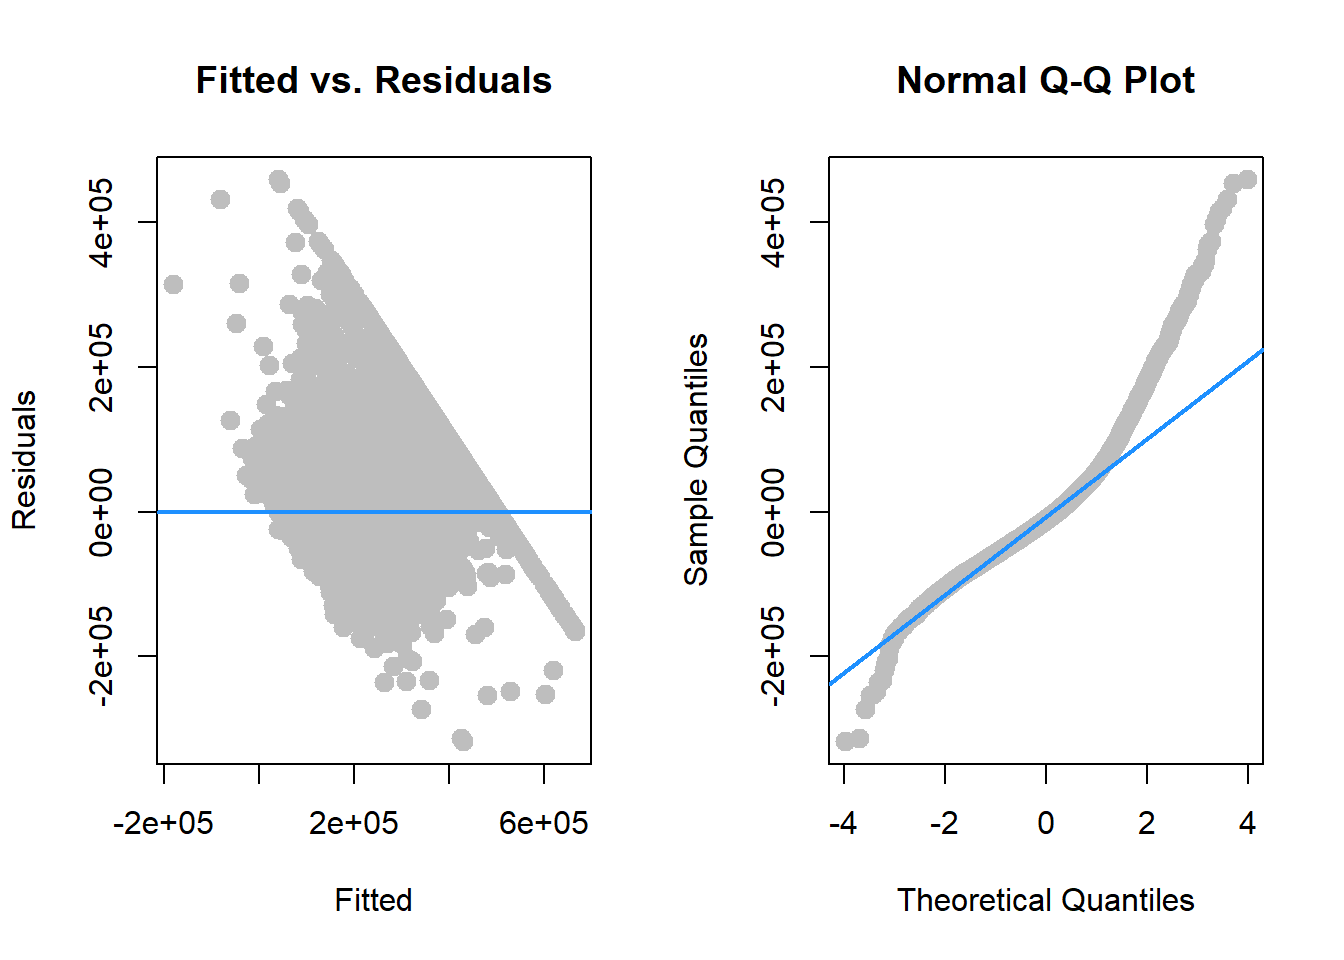 Fitted vs. Residuals
Residuals
4e+05
2e+05
0e+00
-2e+05
-2e+05 2e+05 6e+05
Fitted
Normal Q-Q Plot
Sample Quantiles
4e+05
2e+05
0e+00
-2e+05
-4 -2 0 2 4
Theoretical Quantiles